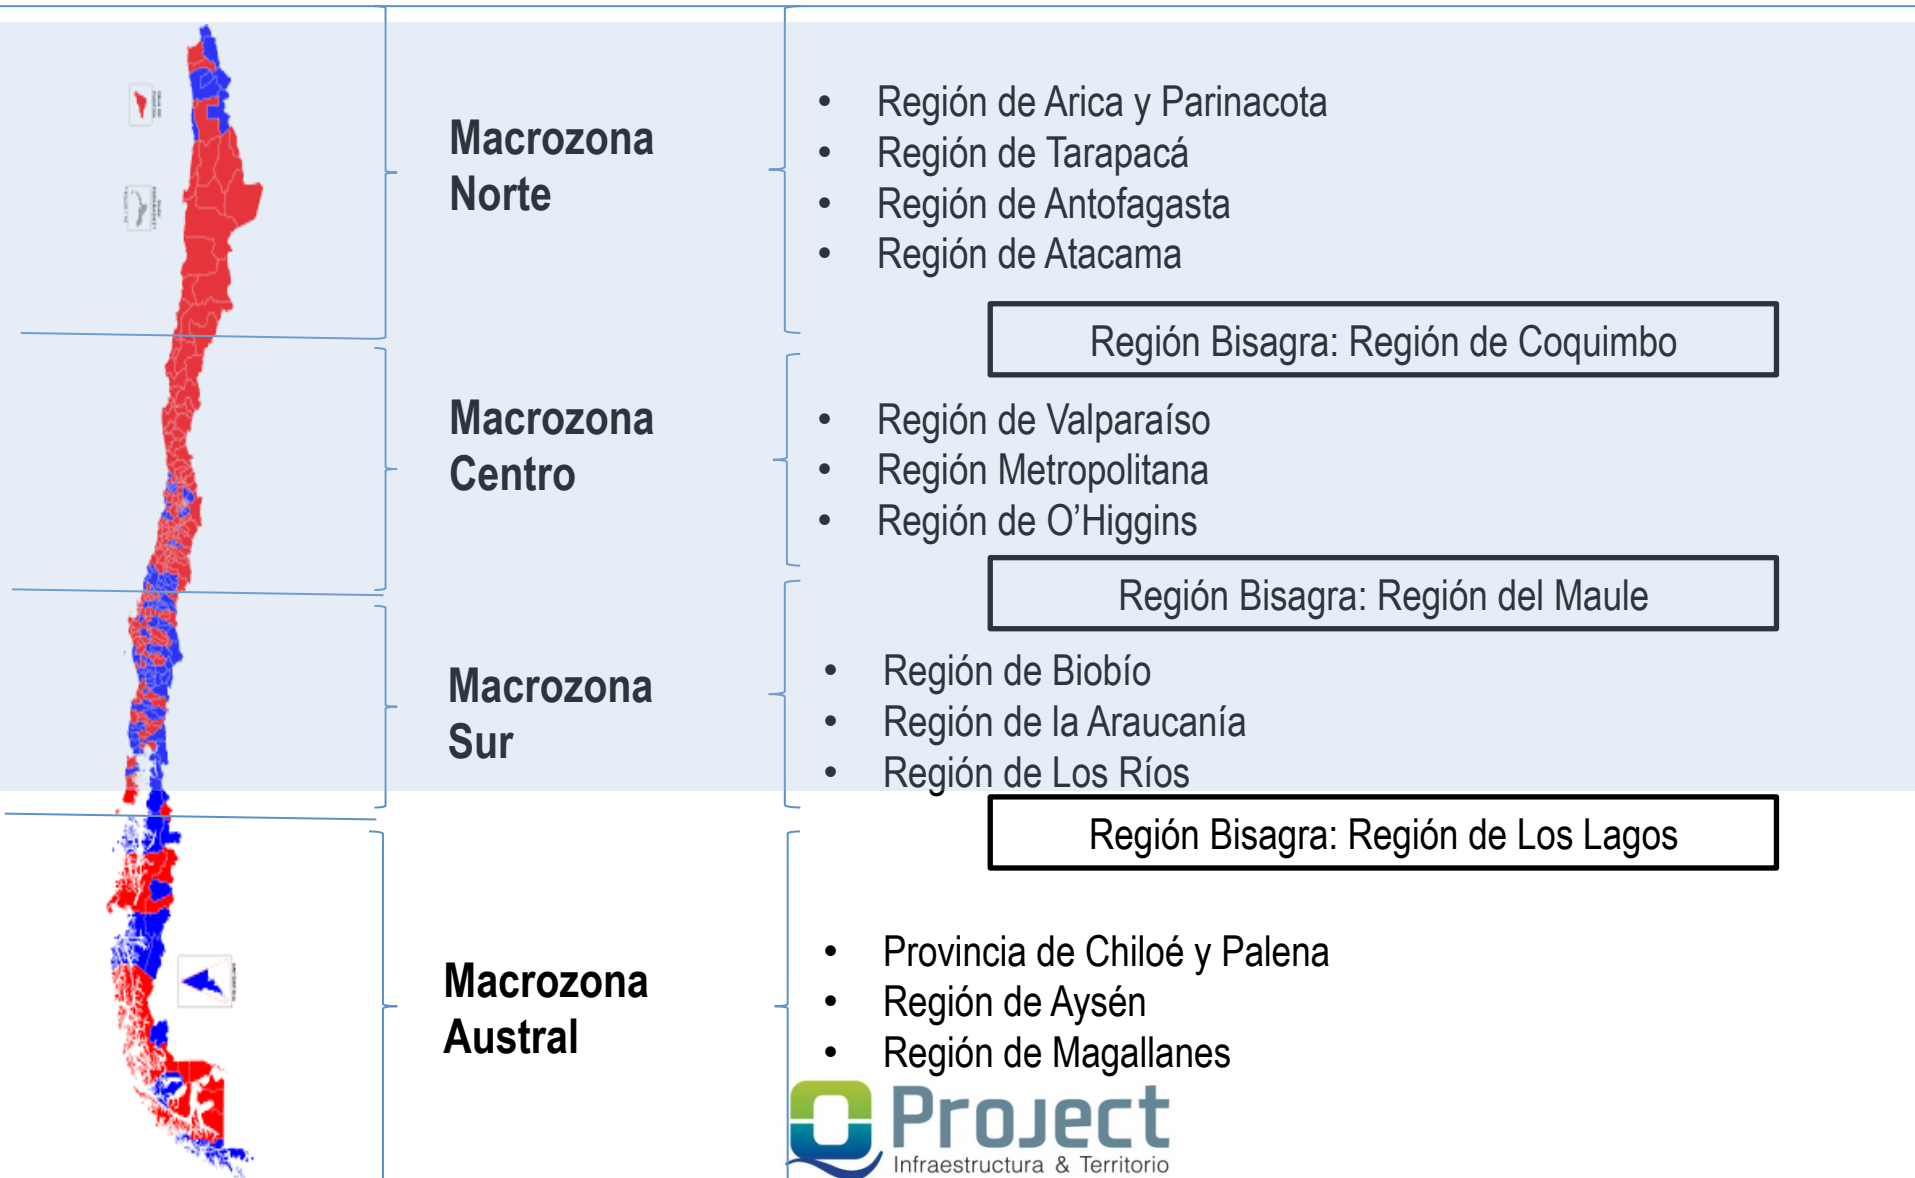 Macrozona
Norte
• Región de Arica y Parinacota
• Región de Tarapacá
• Región de Antofagasta
• Región de Atacama
Región Bisagra: Región de Coquimbo
Macrozona
Centro
• Región de Valparaíso
• Región Metropolitana
• Región de O’Higgins
Región Bisagra: Región del Maule
Macrozona
Sur
• Región de Biobío
• Región de la Araucanía
• Región de Los Ríos
Región Bisagra: Región de Los Lagos
Macrozona
Austral
• Provincia de Chiloé y Palena
• Región de Aysén
• Región de Magallanes
Project
Infraestructura & Territorio